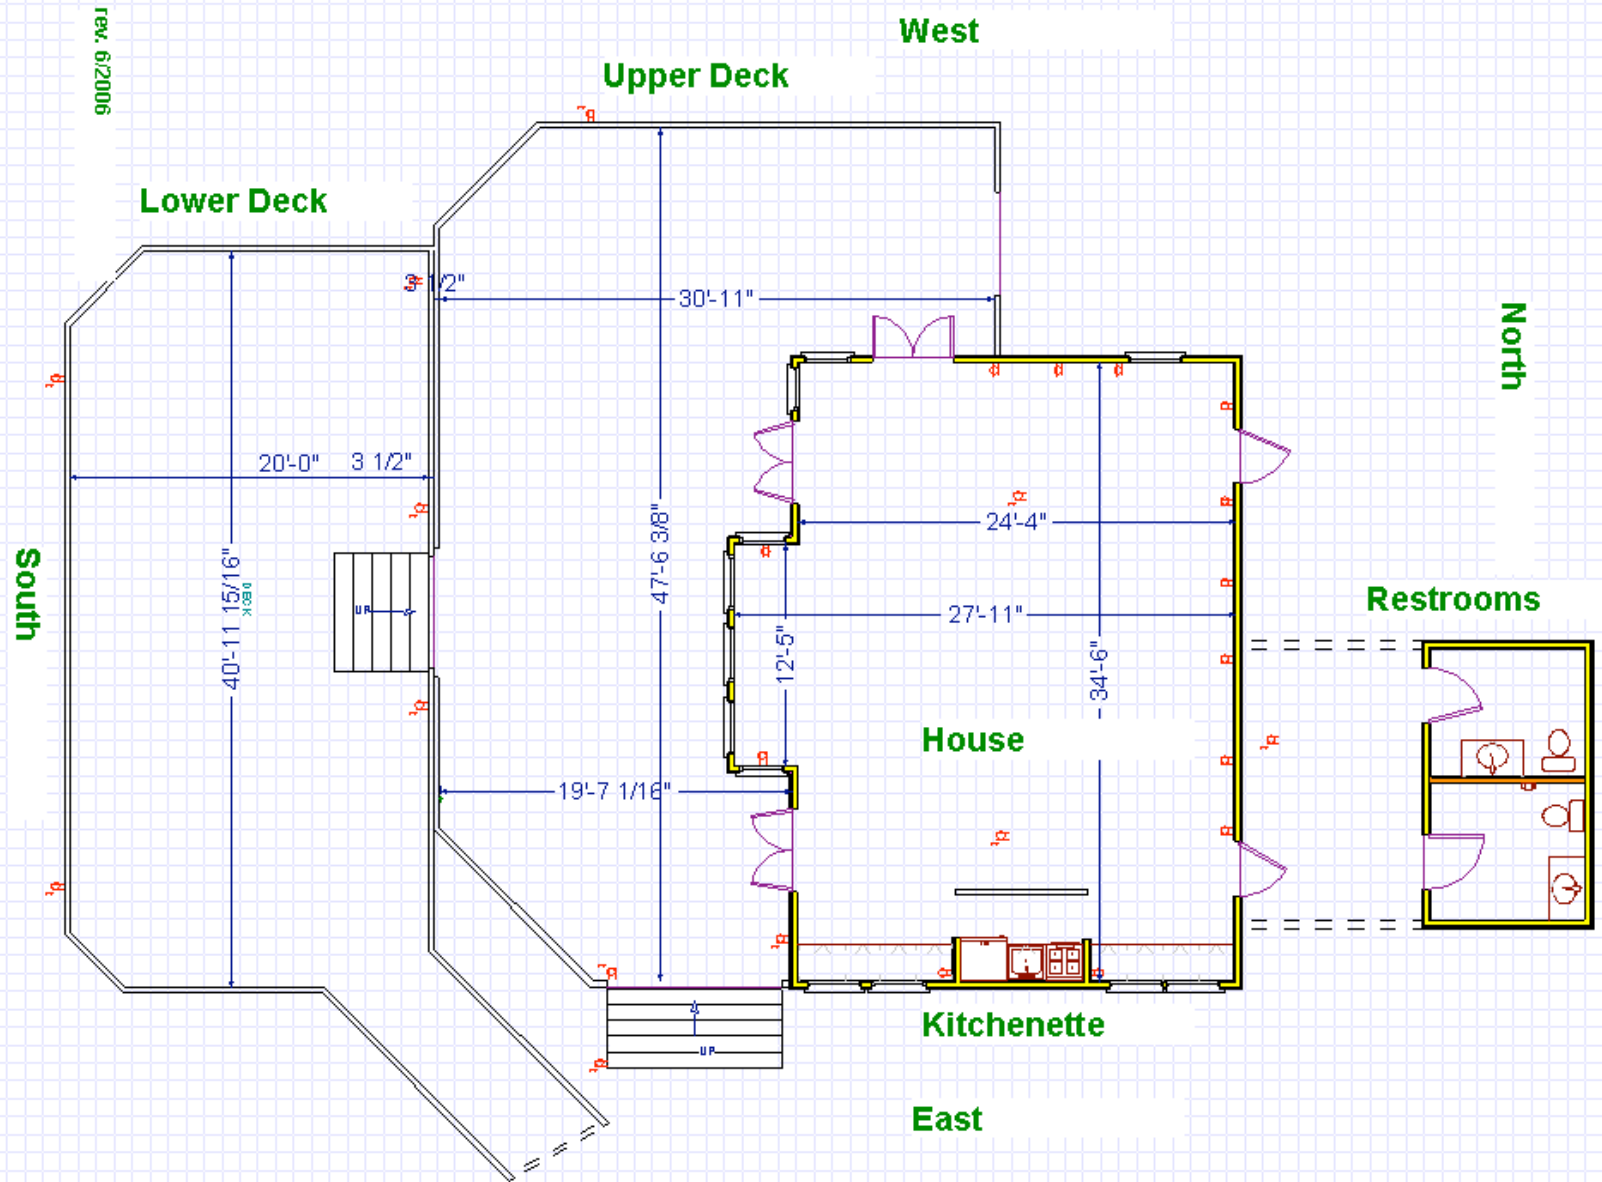 rev. 6/2006
West
Upper Deck
Lower Deck
3 1/2"
30'-11"
North
20'-0"
3 1/2"
24'-4"
47'-6 3/8"
South
40'-11 15/16"
DECK
UP
27'-11"
12'-5"
34'-6"
Restrooms
House
19'-7 1/16"
Kitchenette
UP
East